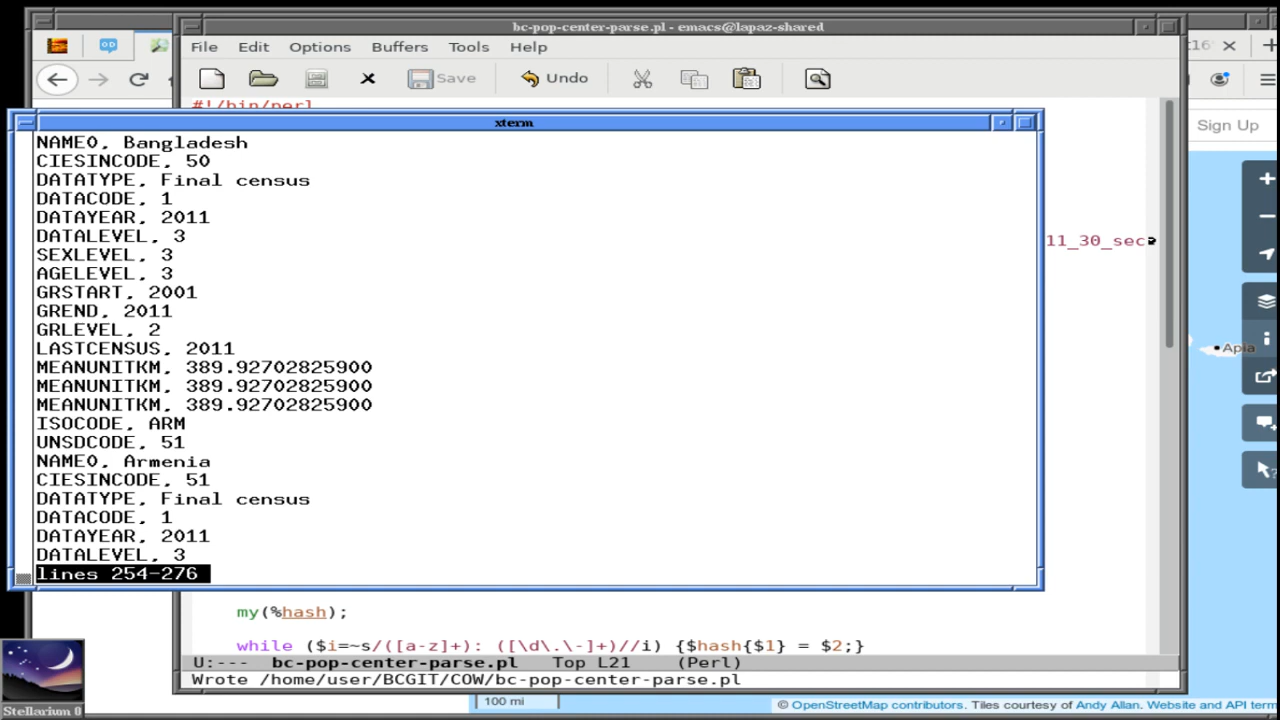 bc-pop-center-parse.pl - emacs@lapaz-shared
File Edit Options Buffers Tools Help
Save Undo
#!/bin/perl
Sign Up
xterm
NAME0, Bangladesh
CIESINCODE, 50
DATATYPE, Final census
DATACODE, 1
DATAYEAR, 2011
DATALEVEL, 3
SEXLEVEL, 3
AGELEVEL, 3
GRSTART, 2001
GREND, 2011
GRLEVEL, 2
LASTCENSUS, 2011
MEANUNITKM, 389.92702825900
MEANUNITKM, 389.92702825900
MEANUNITKM, 389.92702825900
ISOCODE, ARM
UNSDCODE, 51
NAME0, Armenia
CIESINCODE, 51
DATATYPE, Final census
DATACODE, 1
DATAYEAR, 2011
DATALEVEL, 3
lines 254-276
11_30_sec
Apia
my(%hash);
while ($i=~s/([a-z]+): ([\d\.\-]+)//i) {$hash{$1} = $2;}
U:--- bc-pop-center-parse.pl Top L21 (Perl)
Wrote /home/user/BCGIT/COW/bc-pop-center-parse.pl
100 mi
© OpenStreetMap contributors. Tiles courtesy of Andy Allan. Website and API term
Stellarium 0